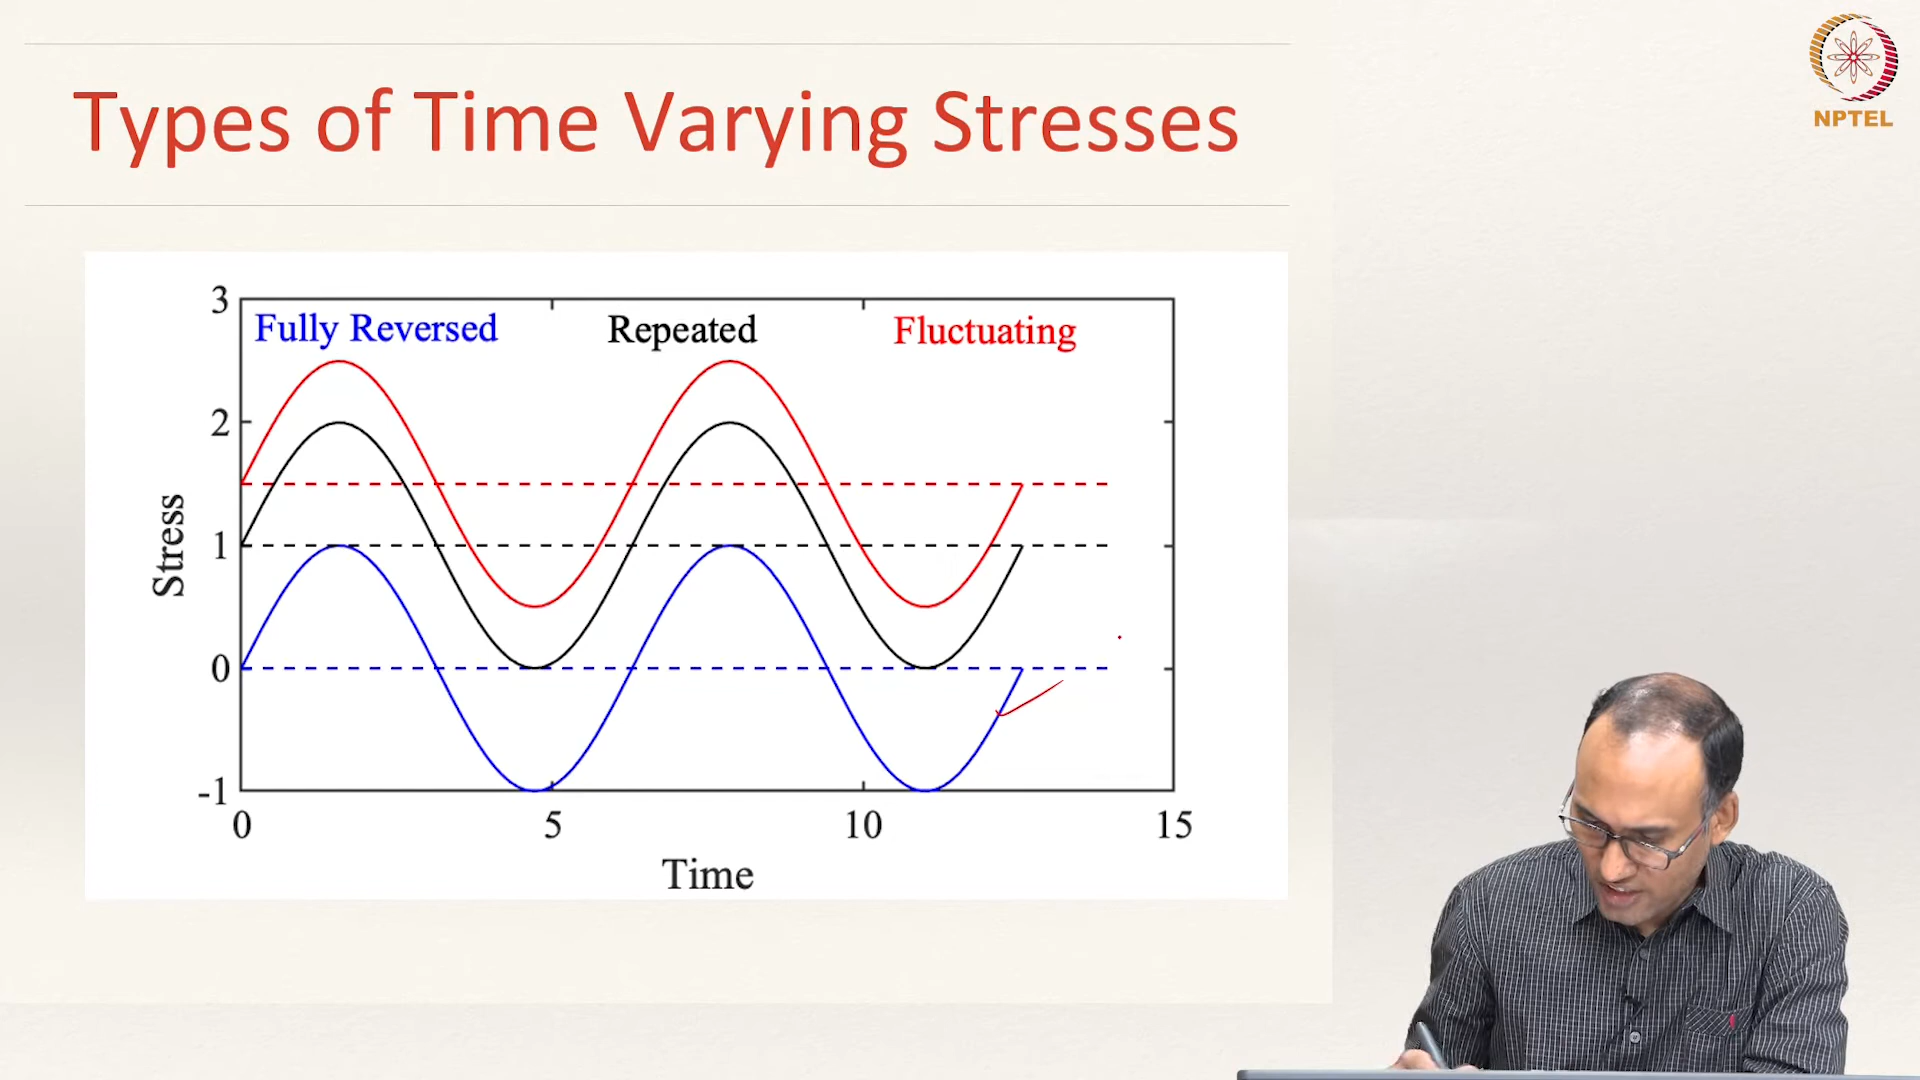 Types of Time Varying Stresses
NPTEL
Fully Reversed
Repeated
Fluctuating
3
2
1
0
-1
Stress
0
5
10
15
Time